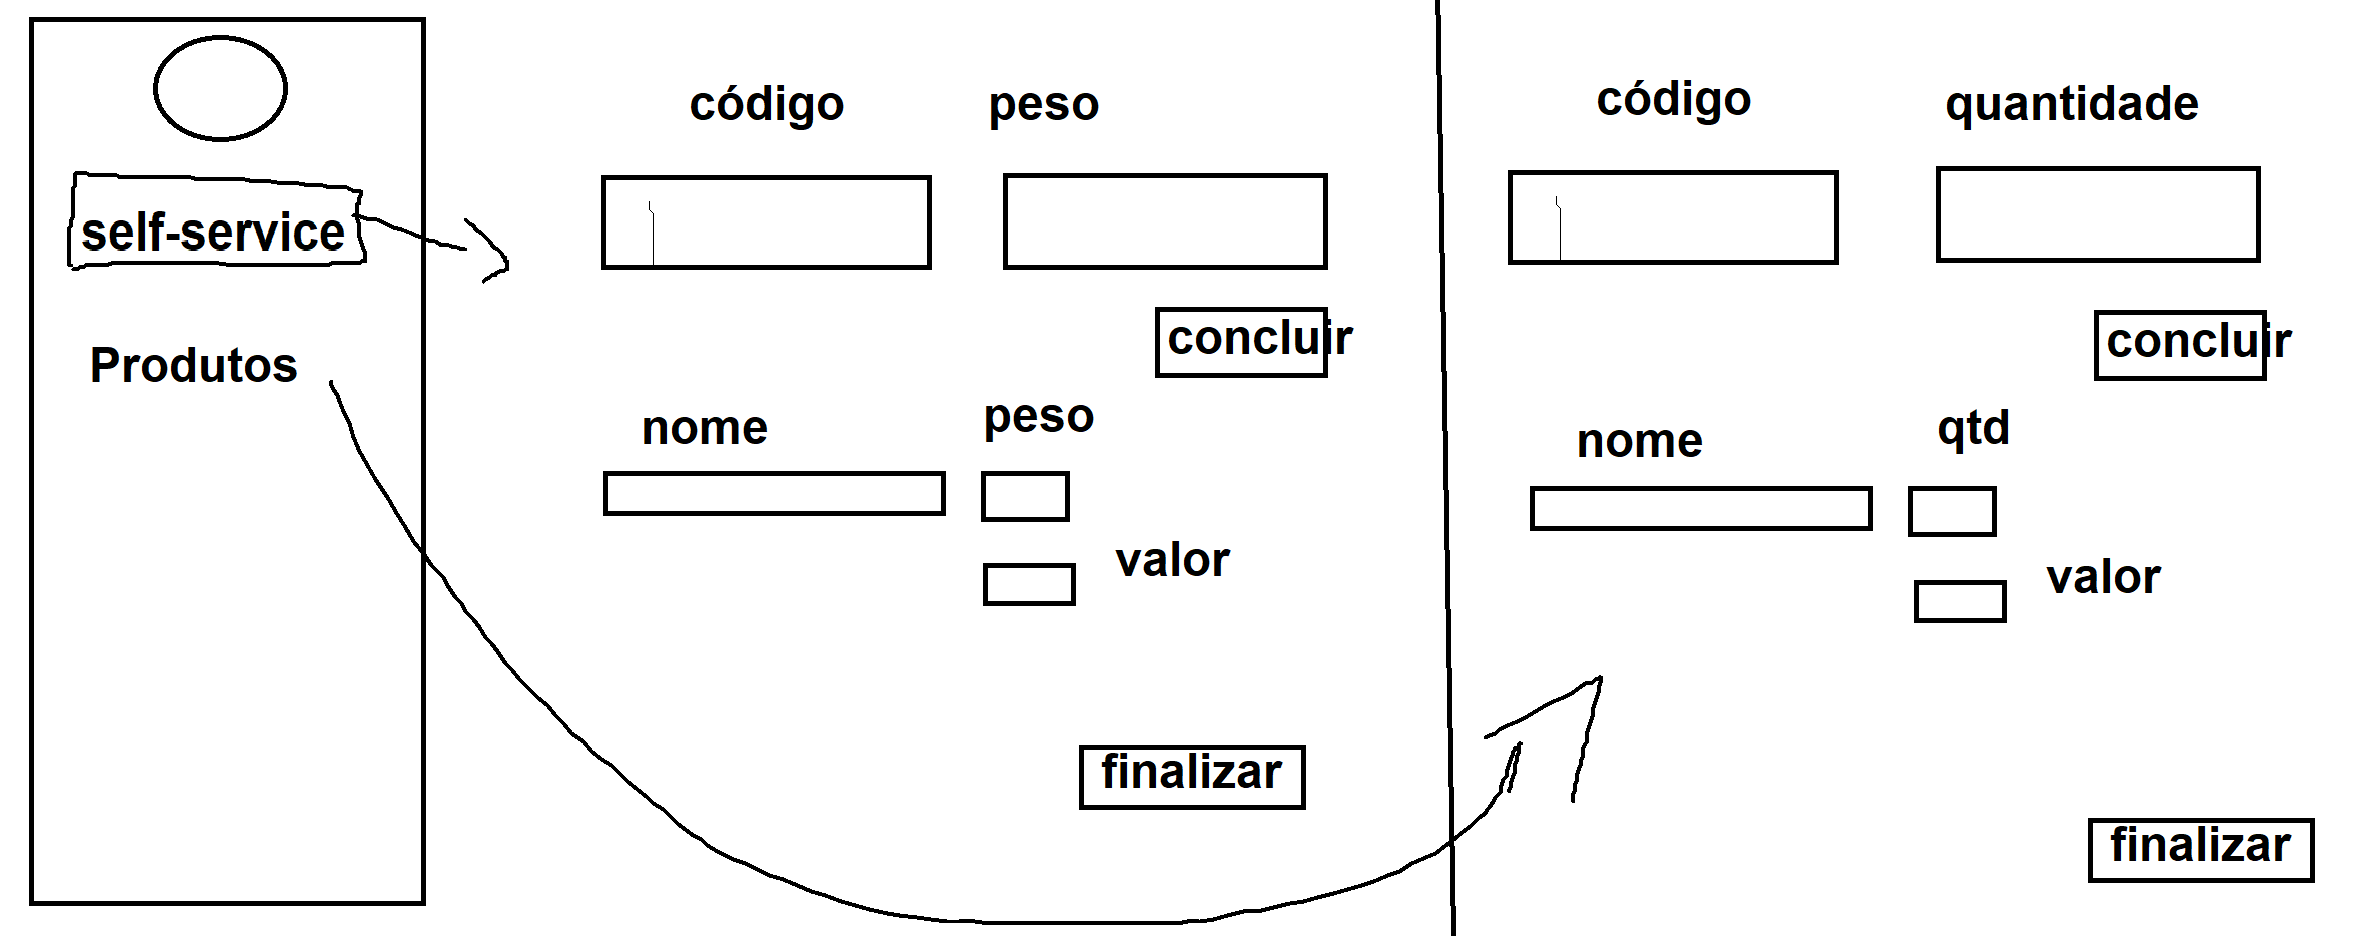 self-service
Produtos
código peso
concluir
nome peso
valor
finalizar
código quantidade
concluir
nome qtd
valor
finalizar